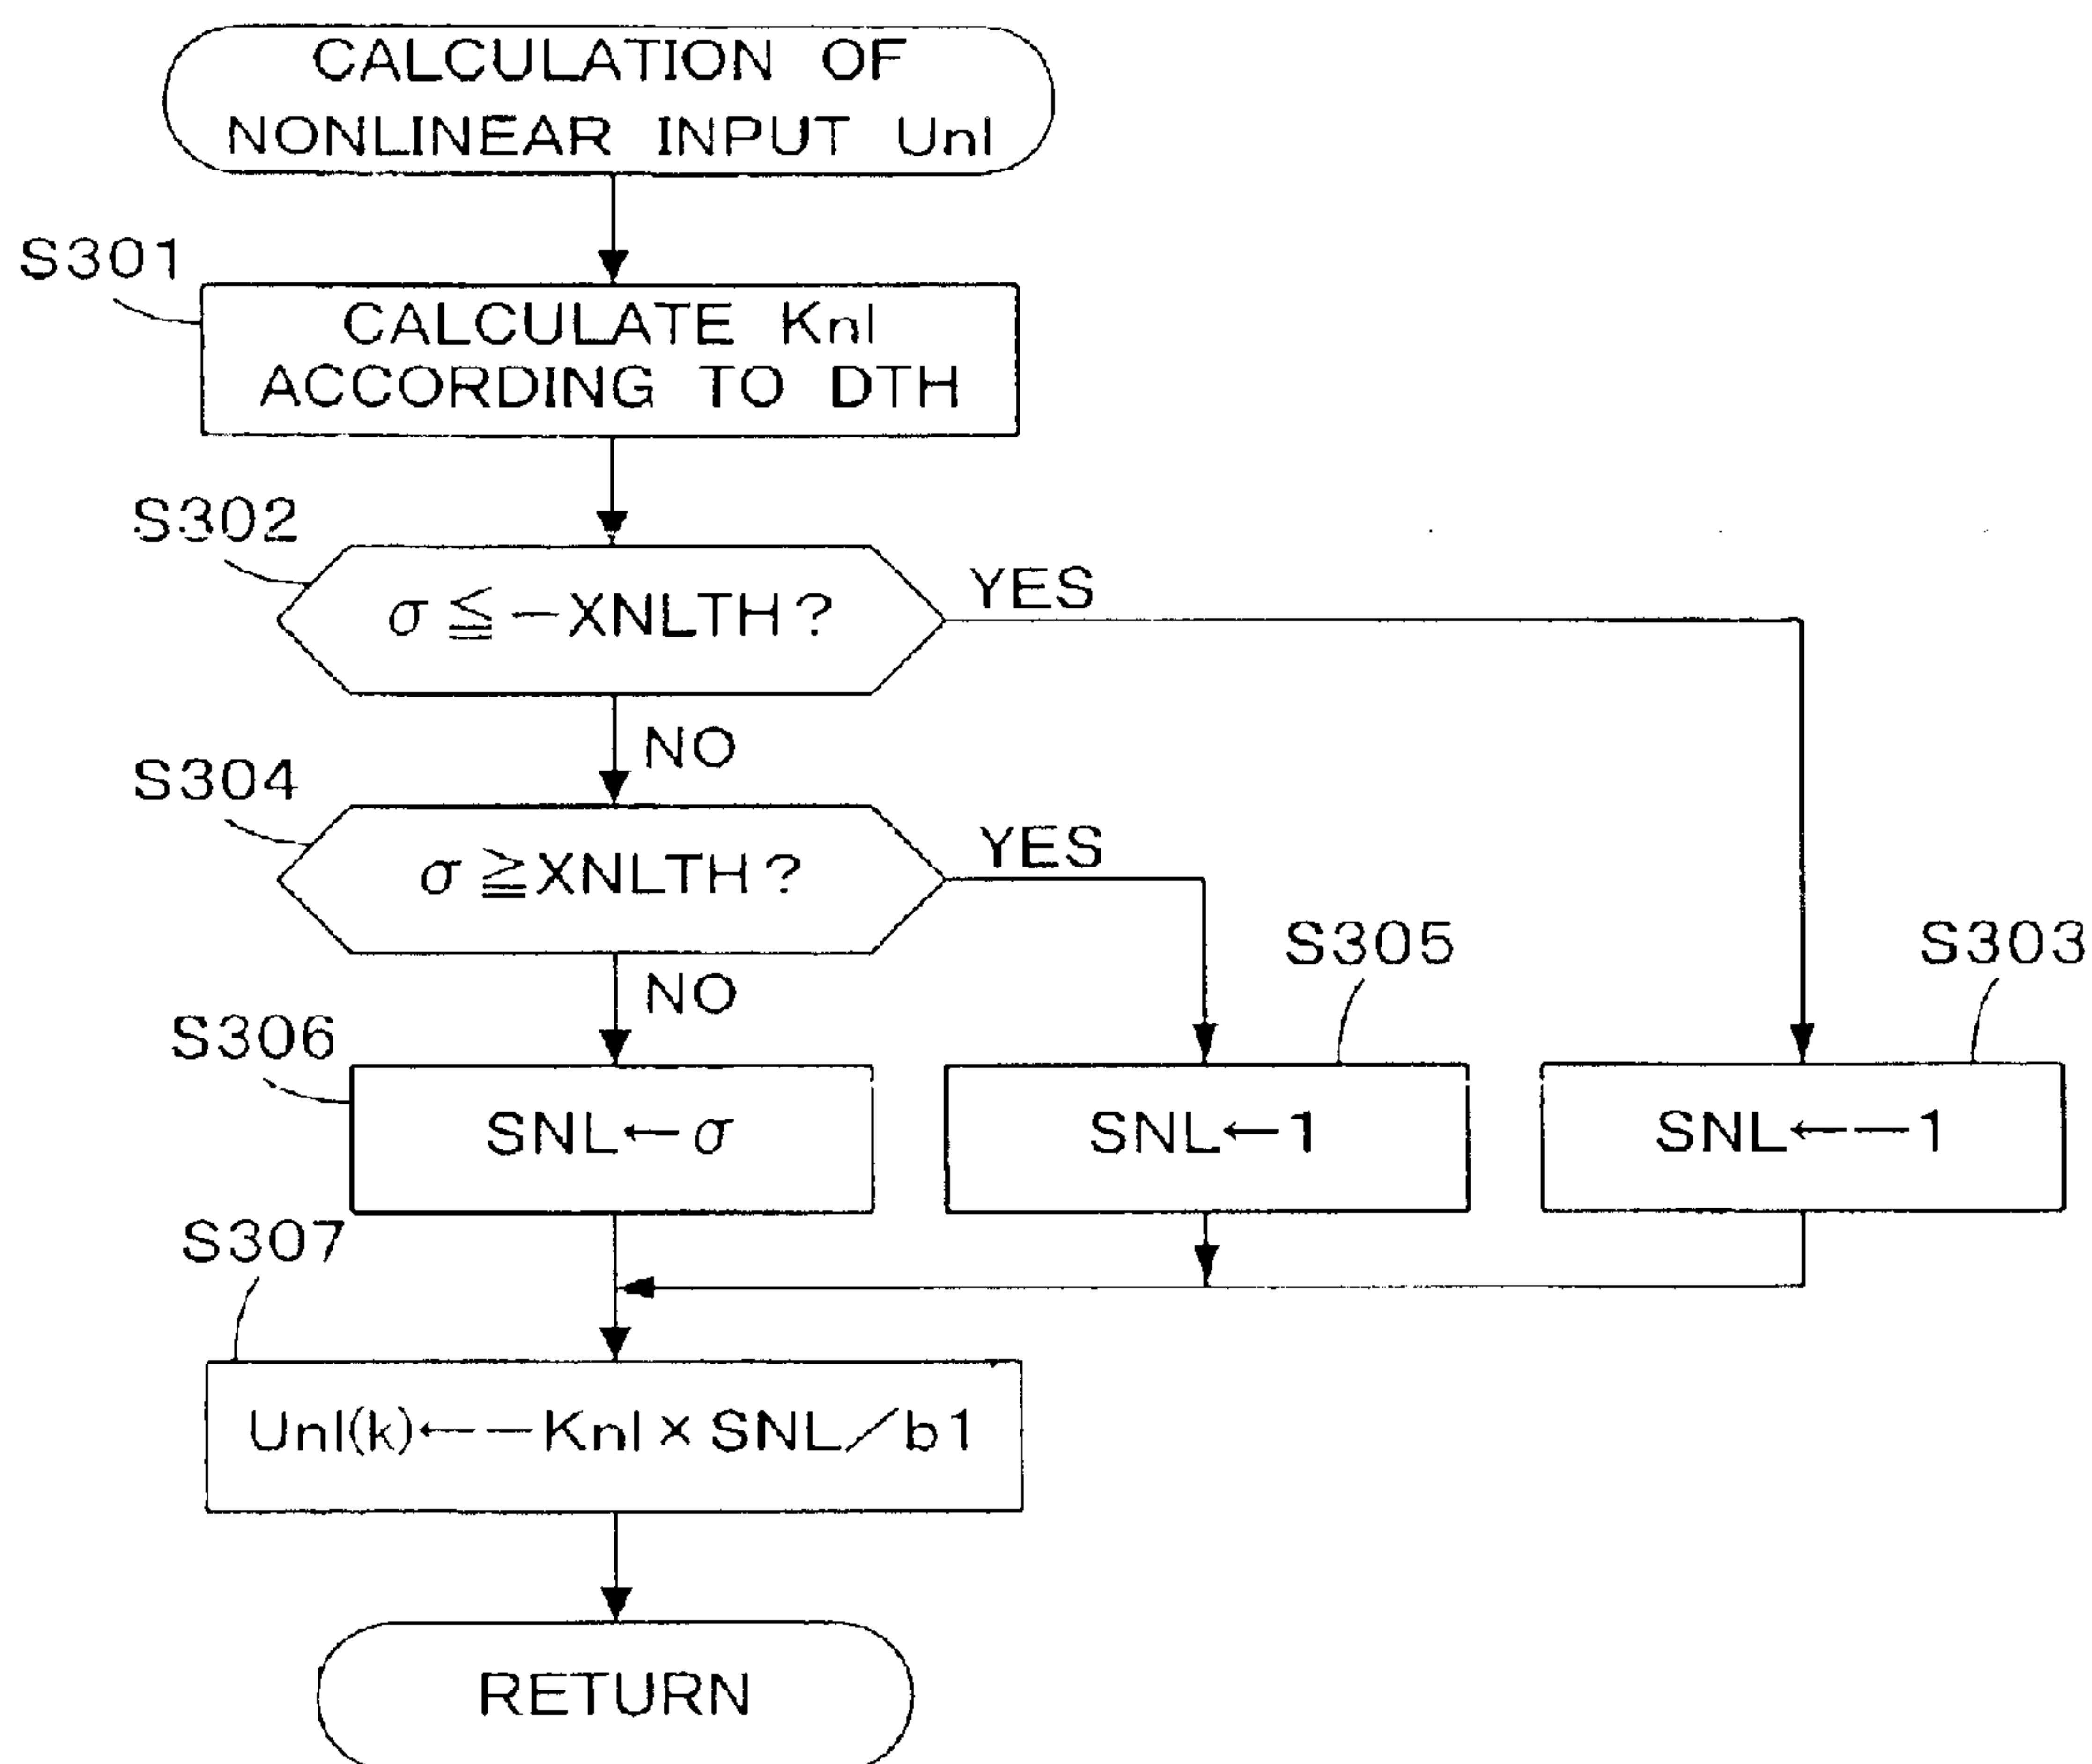 CALCULATION OF
NONLINEAR INPUT Unl
S301
CALCULATE Knl
ACCORDING TO DTH
S302
σ ≦ −XNLTH?
YES
NO
S304
σ ≧XNLTH?
YES
NO
S305
S303
S306
SNL←σ
SNL←1
SNL←−1
S307
Unl(k)←−Knl×SNL/b1
RETURN